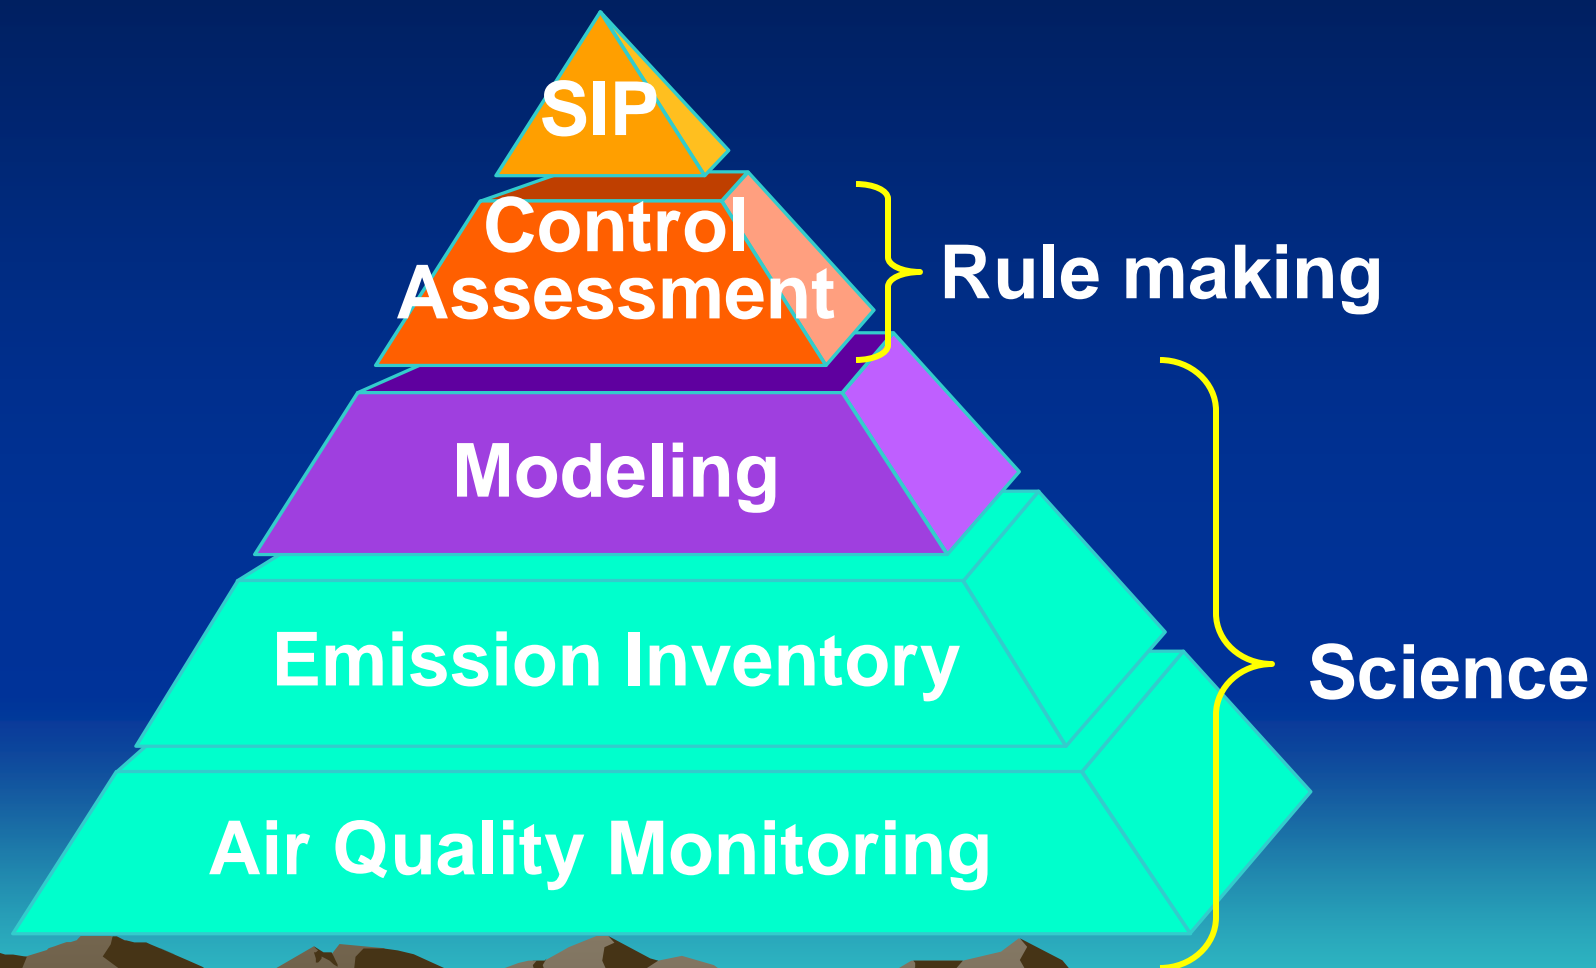 SIP
Control
Assessment
Rule making
Modeling
Emission Inventory
Science
Air Quality Monitoring